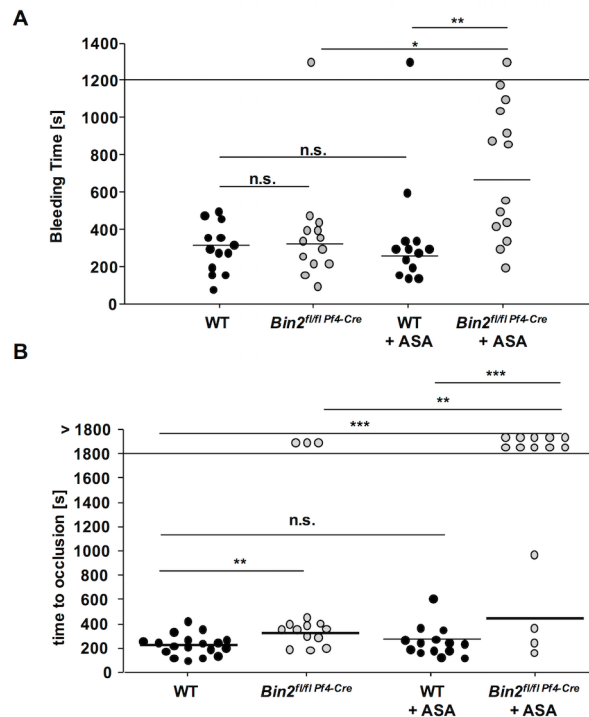 A
**
*
1400
1200
1000
800
600
400
200
0
Bleeding Time [s]
n.s.
n.s.
WT
Bin2fl/fl Pf4-Cre
WT
+ ASA
Bin2fl/fl Pf4-Cre
+ ASA
B
***
**
***
> 1800
1800
1600
1400
1200
1000
800
600
400
200
0
time to occlusion [s]
n.s.
**
WT
Bin2fl/fl Pf4-Cre
WT
+ ASA
Bin2fl/fl Pf4-Cre
+ ASA